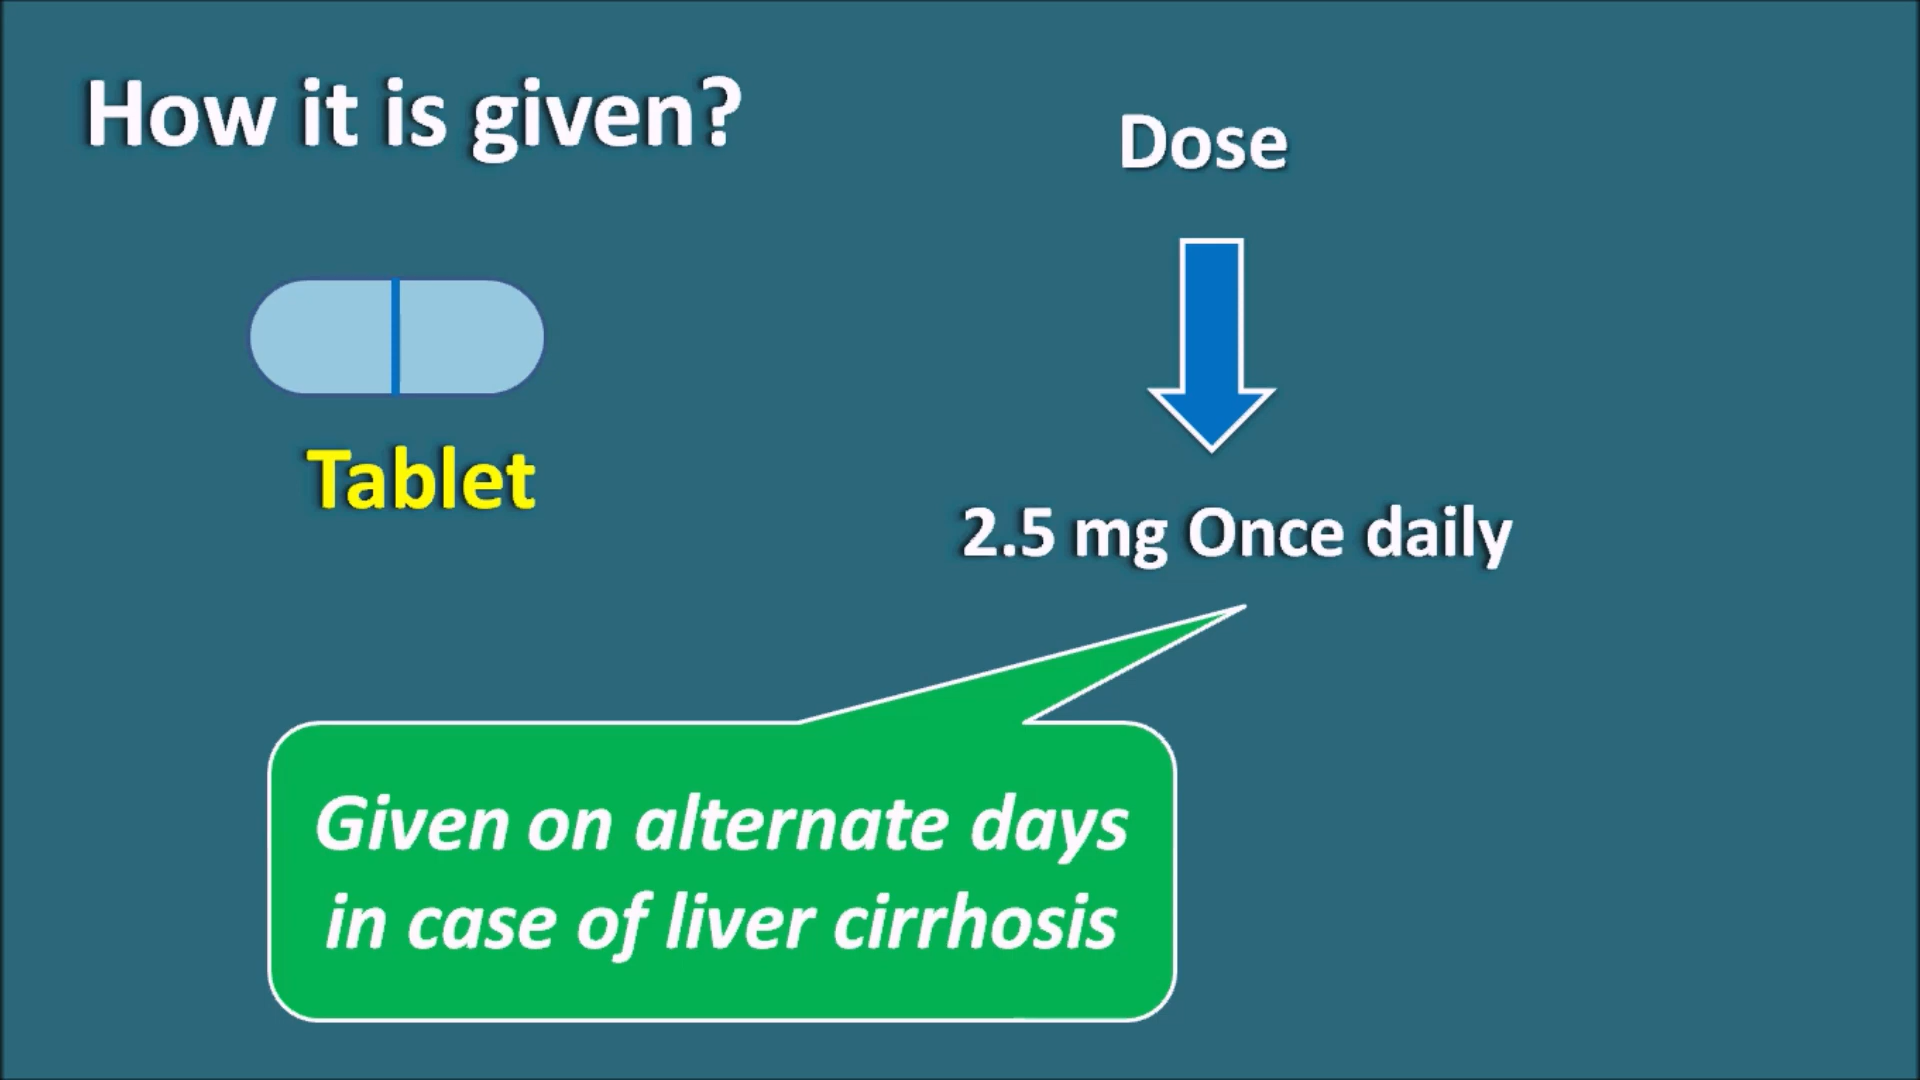 How it is given?
Dose
Tablet
2.5 mg Once daily
Given on alternate days
in case of liver cirrhosis